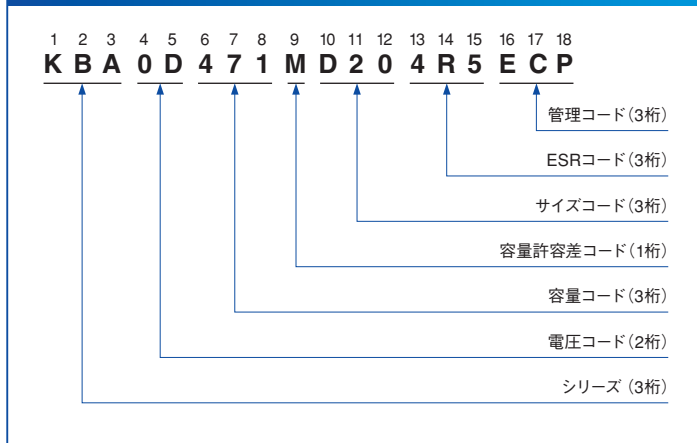 1 2 3 4 5 6 7 8 9 10 11 12 13 14 15 16 17 18
K B A 0 D 4 7 1 M D 2 0 4 R 5 E C P
管理コード(3桁)
ESRコード(3桁)
サイズコード(3桁)
容量許容差コード(1桁)
容量コード(3桁)
電圧コード(2桁)
シリーズ (3桁)